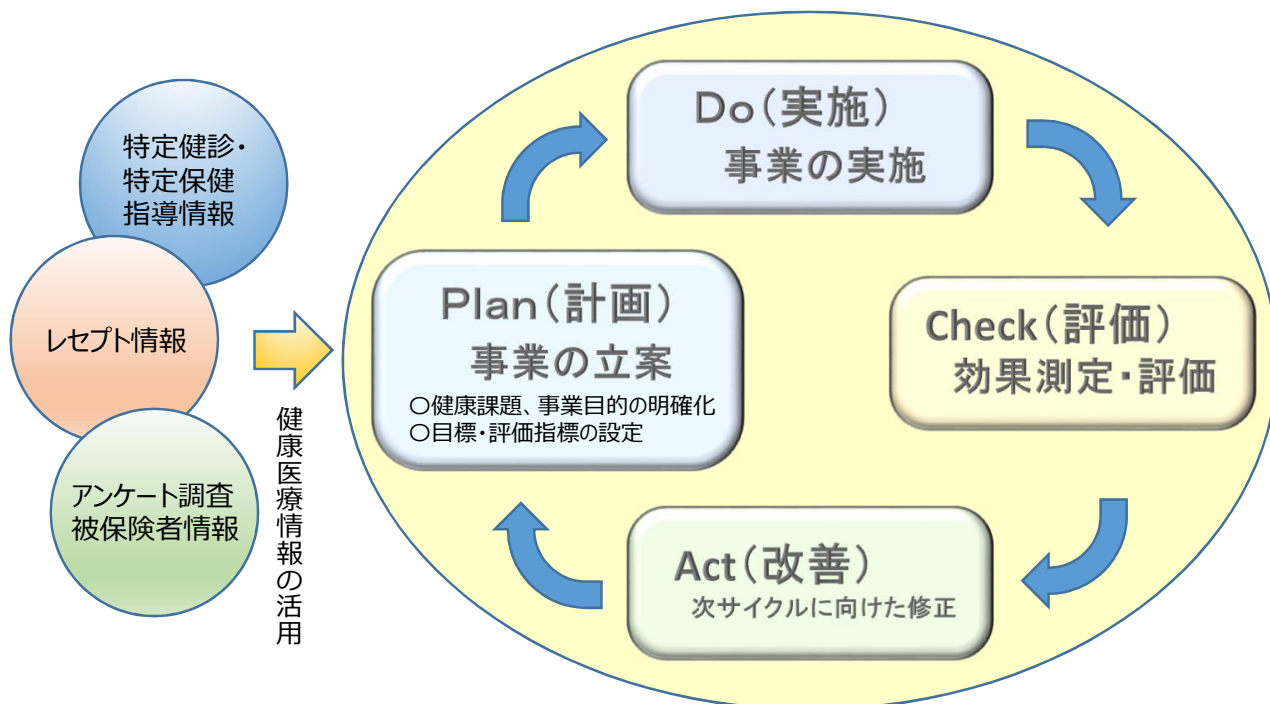 特定健診・
特定保健
指導情報
レセプト情報
アンケート調査
被保険者情報
健康医療情報の活用
Plan(計画)
事業の立案
○健康課題、事業目的の明確化
○目標・評価指標の設定
Do(実施)
事業の実施
Check(評価)
効果測定・評価
Act(改善)
次サイクルに向けた修正